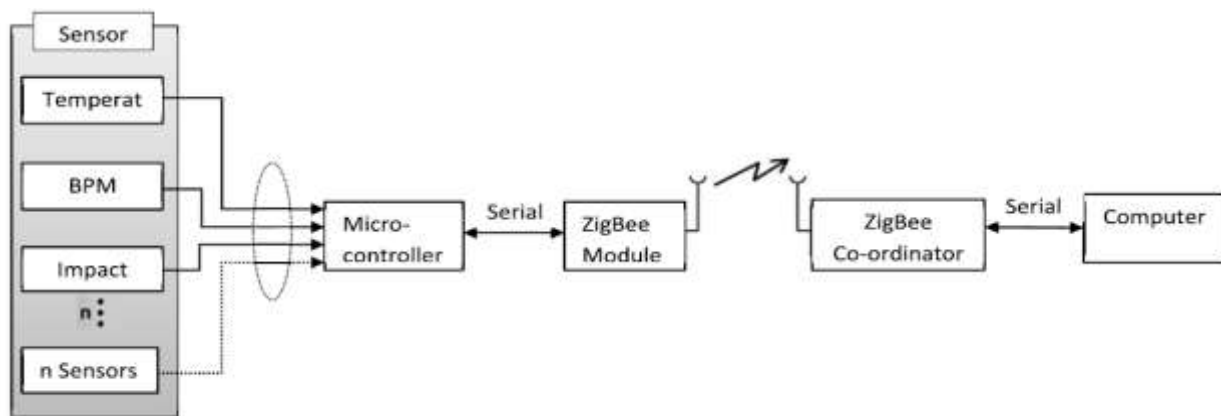 Sensor
Temperat
BPM
Impact
n⋮
n Sensors
Micro-
controller
Serial
ZigBee
Module
ZigBee
Co-ordinator
Serial
Computer